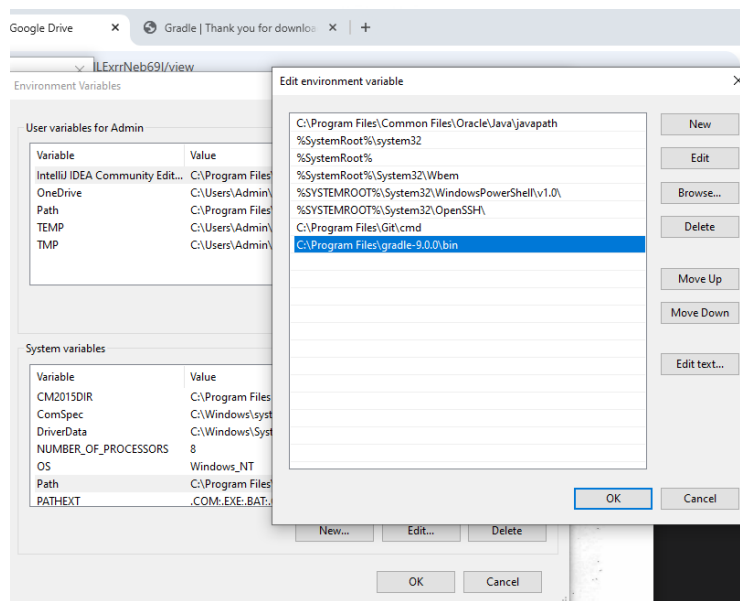 Google Drive
Gradle | Thank you for downloa
ILExrrNeb69I/view
Environment Variables
Edit environment variable
User variables for Admin
Variable Value
IntelliJ IDEA Community Edit... C:\Program Files
OneDrive C:\Users\Admin\
Path C:\Program Files
TEMP C:\Users\Admin\
TMP C:\Users\Admin\
System variables
Variable Value
CM2015DIR C:\Program Files
ComSpec C:\Windows\syst
DriverData C:\Windows\Syst
NUMBER_OF_PROCESSORS 8
OS Windows_NT
Path C:\Program Files
PATHEXT .COM;.EXE;.BAT;.
New... Edit... Delete
OK Cancel
C:\Program Files\Common Files\Oracle\Java\javapath
%SystemRoot%\system32
%SystemRoot%
%SystemRoot%\System32\Wbem
%SYSTEMROOT%\System32\WindowsPowerShell\v1.0\
%SYSTEMROOT%\System32\OpenSSH\
C:\Program Files\Git\cmd
C:\Program Files\gradle-9.0.0\bin
New
Edit
Browse...
Delete
Move Up
Move Down
Edit text...
OK Cancel